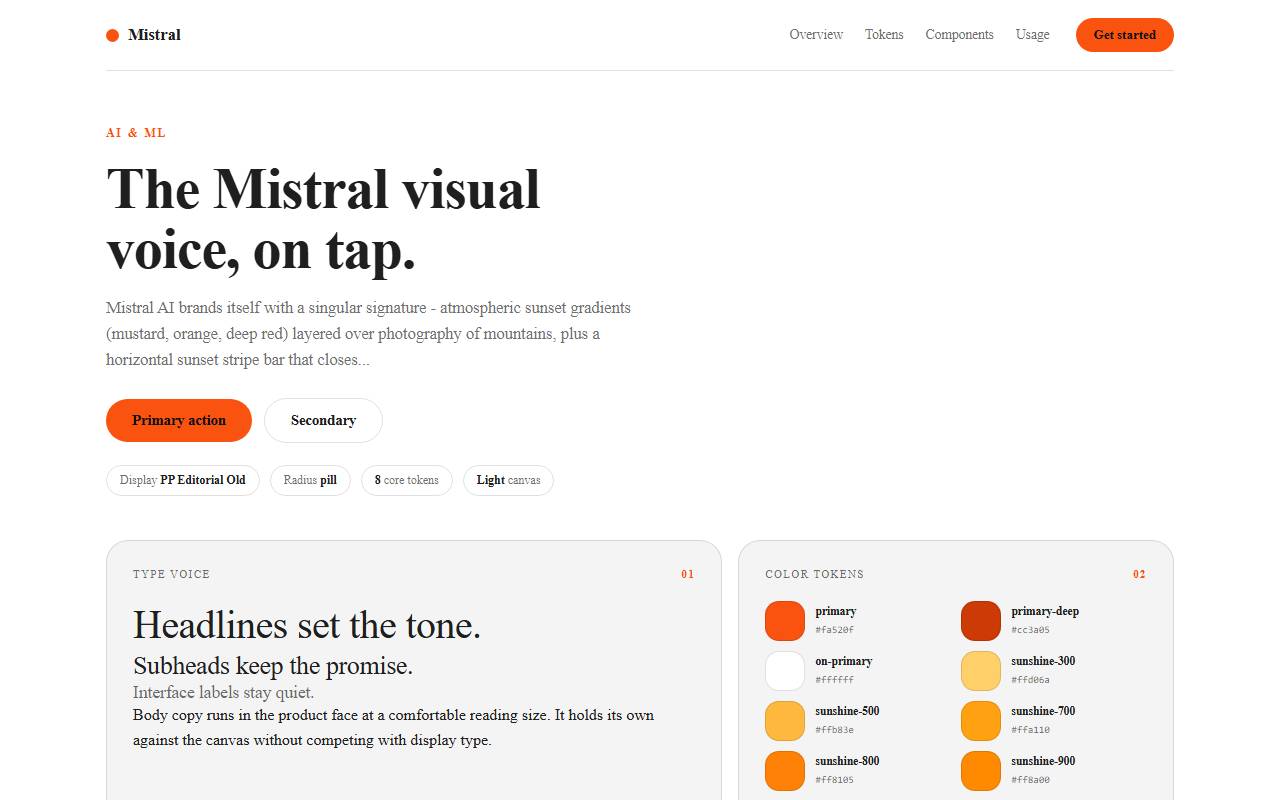 Mistral
Overview Tokens Components Usage Get started
AI & ML
The Mistral visual
voice, on tap.
Mistral AI brands itself with a singular signature - atmospheric sunset gradients
(mustard, orange, deep red) layered over photography of mountains, plus a
horizontal sunset stripe bar that closes...
Primary action Secondary
Display PP Editorial Old Radius pill 8 core tokens Light canvas
TYPE VOICE 01
Headlines set the tone.
Subheads keep the promise.
Interface labels stay quiet.
Body copy runs in the product face at a comfortable reading size. It holds its own
against the canvas without competing with display type.
COLOR TOKENS 02
primary
#fa520f
primary-deep
#cc3a05
on-primary
#ffffff
sunshine-300
#ffd06a
sunshine-500
#ffb83e
sunshine-700
#ffa110
sunshine-800
#ff8105
sunshine-900
#ff8a00